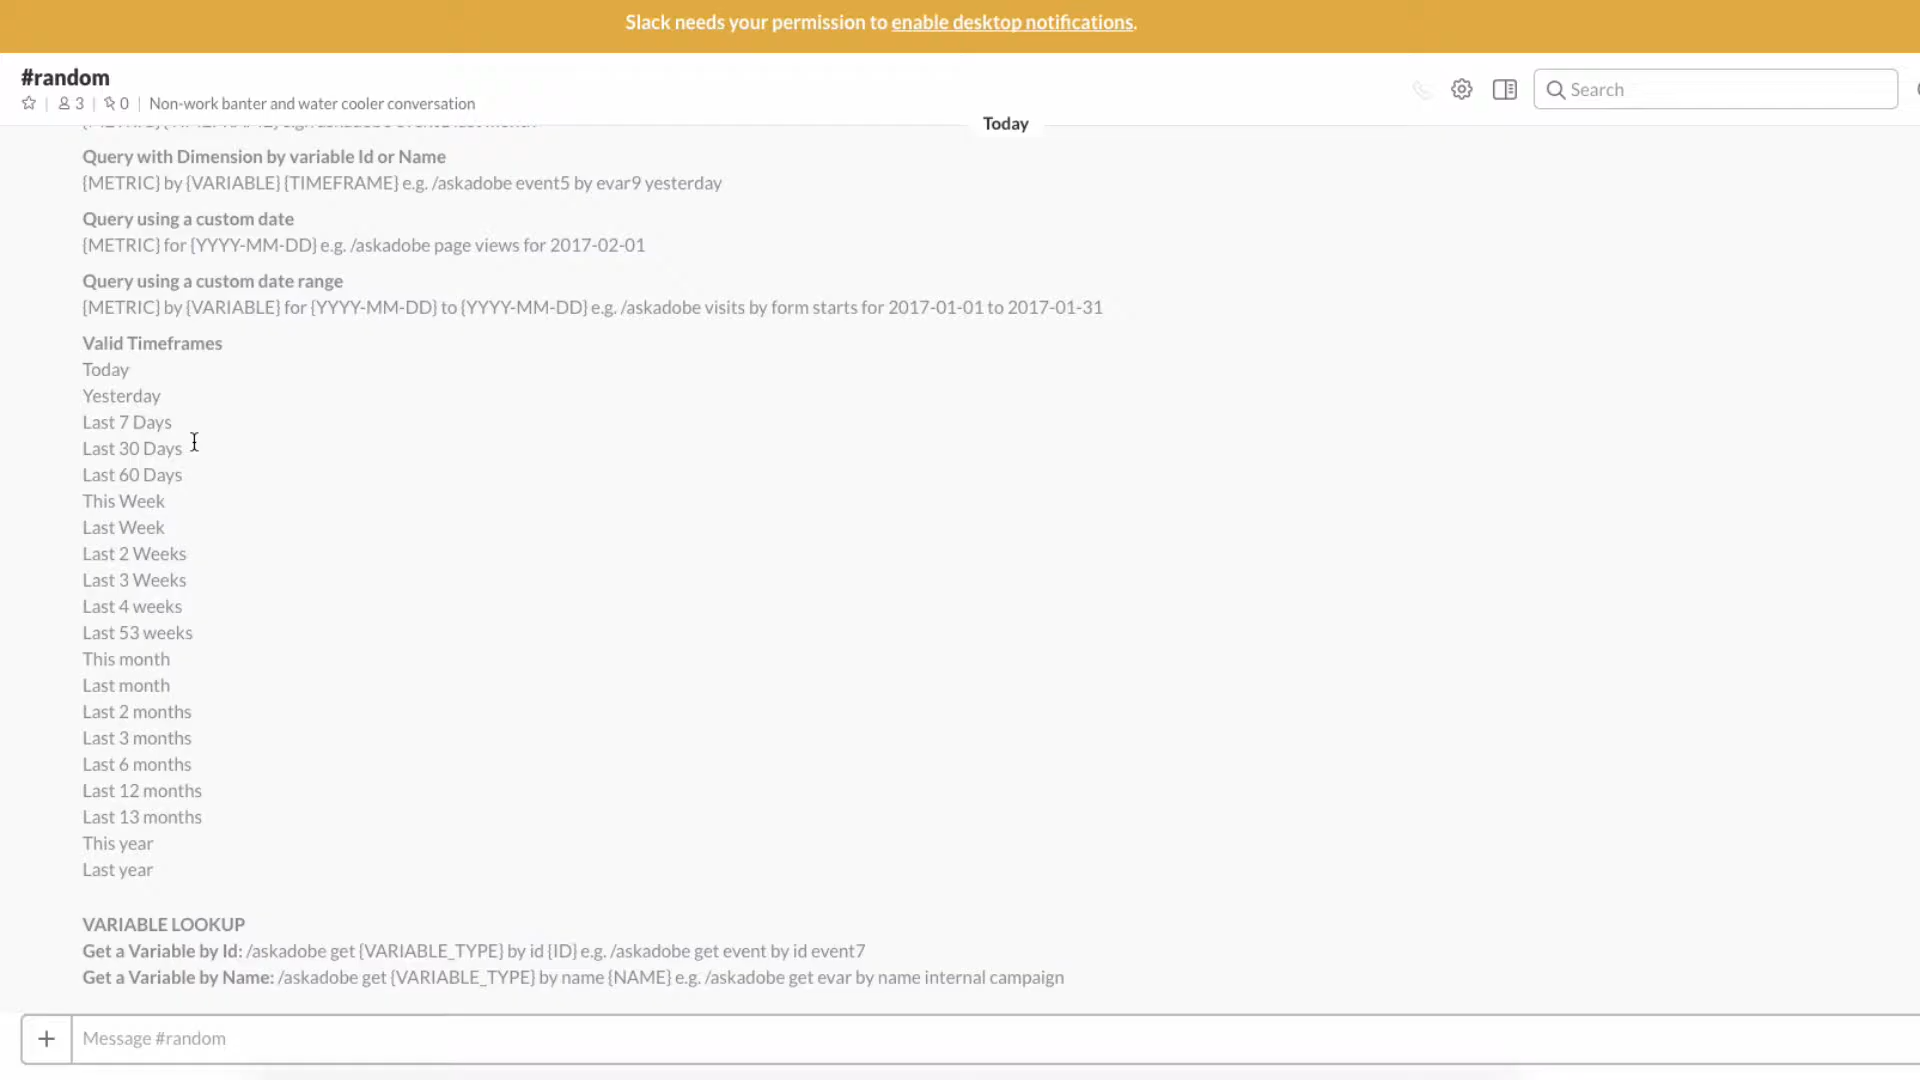 Slack needs your permission to enable desktop notifications.
#random
3 | 0 | Non-work banter and water cooler conversation
Search
Today
Query with Dimension by variable Id or Name
{METRIC} by {VARIABLE} {TIMEFRAME} e.g. /askadobe event5 by evar9 yesterday
Query using a custom date
{METRIC} for {YYYY-MM-DD} e.g. /askadobe page views for 2017-02-01
Query using a custom date range
{METRIC} by {VARIABLE} for {YYYY-MM-DD} to {YYYY-MM-DD} e.g. /askadobe visits by form starts for 2017-01-01 to 2017-01-31
Valid Timeframes
Today
Yesterday
Last 7 Days
Last 30 Days
Last 60 Days
This Week
Last Week
Last 2 Weeks
Last 3 Weeks
Last 4 weeks
Last 53 weeks
This month
Last month
Last 2 months
Last 3 months
Last 6 months
Last 12 months
Last 13 months
This year
Last year
VARIABLE LOOKUP
Get a Variable by Id: /askadobe get {VARIABLE_TYPE} by id {ID} e.g. /askadobe get event by id event7
Get a Variable by Name: /askadobe get {VARIABLE_TYPE} by name {NAME} e.g. /askadobe get evar by name internal campaign
Message #random